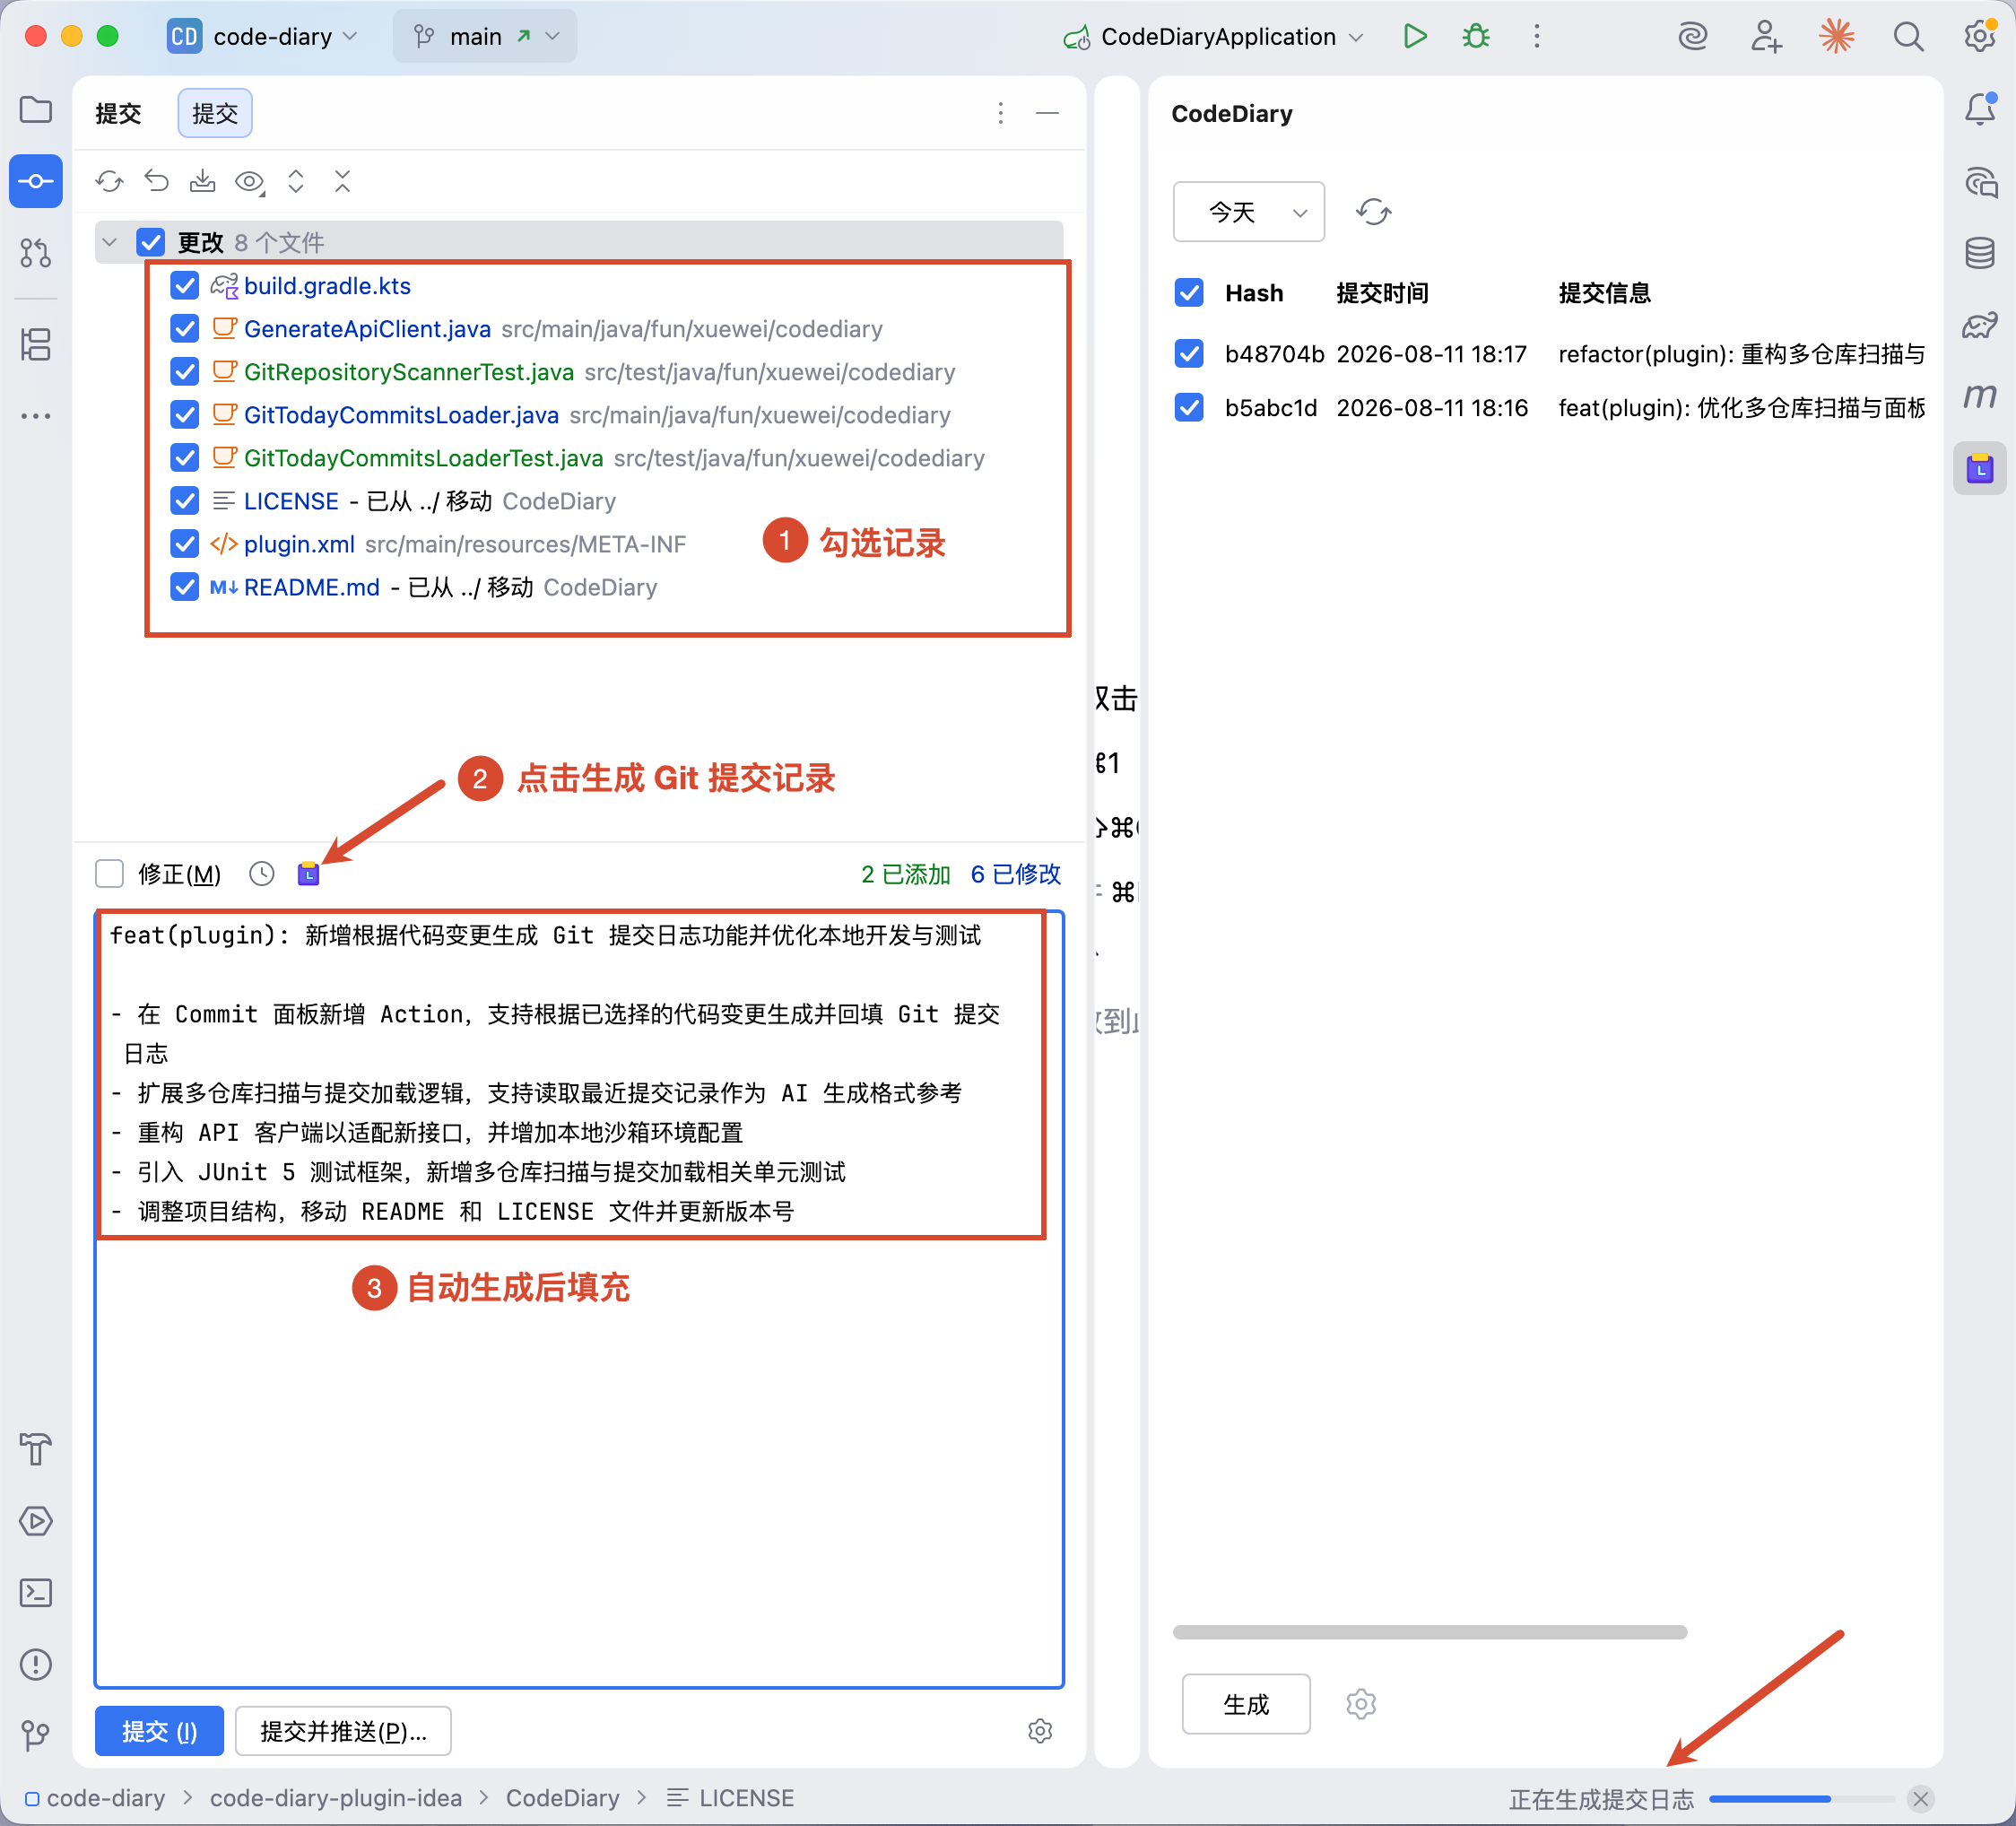 CD code-diary main CodeDiaryApplication
提交 提交
更改 8 个文件
build.gradle.kts
GenerateApiClient.java src/main/java/fun/xuewei/codediary
GitRepositoryScannerTest.java src/test/java/fun/xuewei/codediary
GitTodayCommitsLoader.java src/main/java/fun/xuewei/codediary
GitTodayCommitsLoaderTest.java src/test/java/fun/xuewei/codediary
LICENSE - 已从 ../ 移动 CodeDiary
plugin.xml src/main/resources/META-INF
README.md - 已从 ../ 移动 CodeDiary
1 勾选记录
2 点击生成 Git 提交记录
修正(M) 2 已添加 6 已修改
feat(plugin): 新增根据代码变更生成 Git 提交日志功能并优化本地开发与测试
- 在 Commit 面板新增 Action，支持根据已选择的代码变更生成并回填 Git 提交
日志
- 扩展多仓库扫描与提交加载逻辑，支持读取最近提交记录作为 AI 生成格式参考
- 重构 API 客户端以适配新接口，并增加本地沙箱环境配置
- 引入 JUnit 5 测试框架，新增多仓库扫描与提交加载相关单元测试
- 调整项目结构，移动 README 和 LICENSE 文件并更新版本号
3 自动生成后填充
提交 (I) 提交并推送(P)...
双击
⌘1
CodeDiary
今天
Hash 提交时间 提交信息
b48704b 2026-08-11 18:17 refactor(plugin): 重构多仓库扫描与
b5abc1d 2026-08-11 18:16 feat(plugin): 优化多仓库扫描与面板
生成
code-diary > code-diary-plugin-idea > CodeDiary > LICENSE
正在生成提交日志